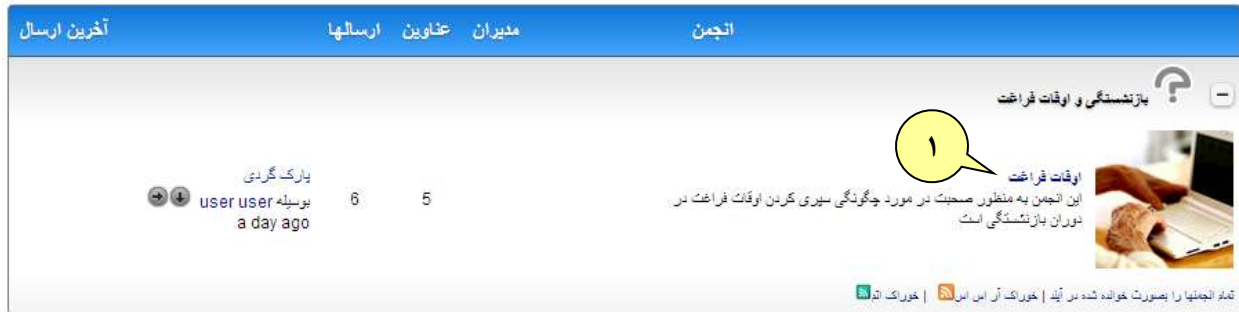 انجمن مدیران عناوین ارسالها آخرین ارسال
بازنشستگی و اوقات فراغت
۱
اوقات فراغت
این انجمن به منظور صحبت در مورد چگونگی سپری کردن اوقات فراغت در
دوران بازنشستگی است
5
6
پارک گردی
بوسیله user user
a day ago
تمام انجمنها را بصورت خوانده شده در آیند | خوراک آر اس اس | خوراک اتم